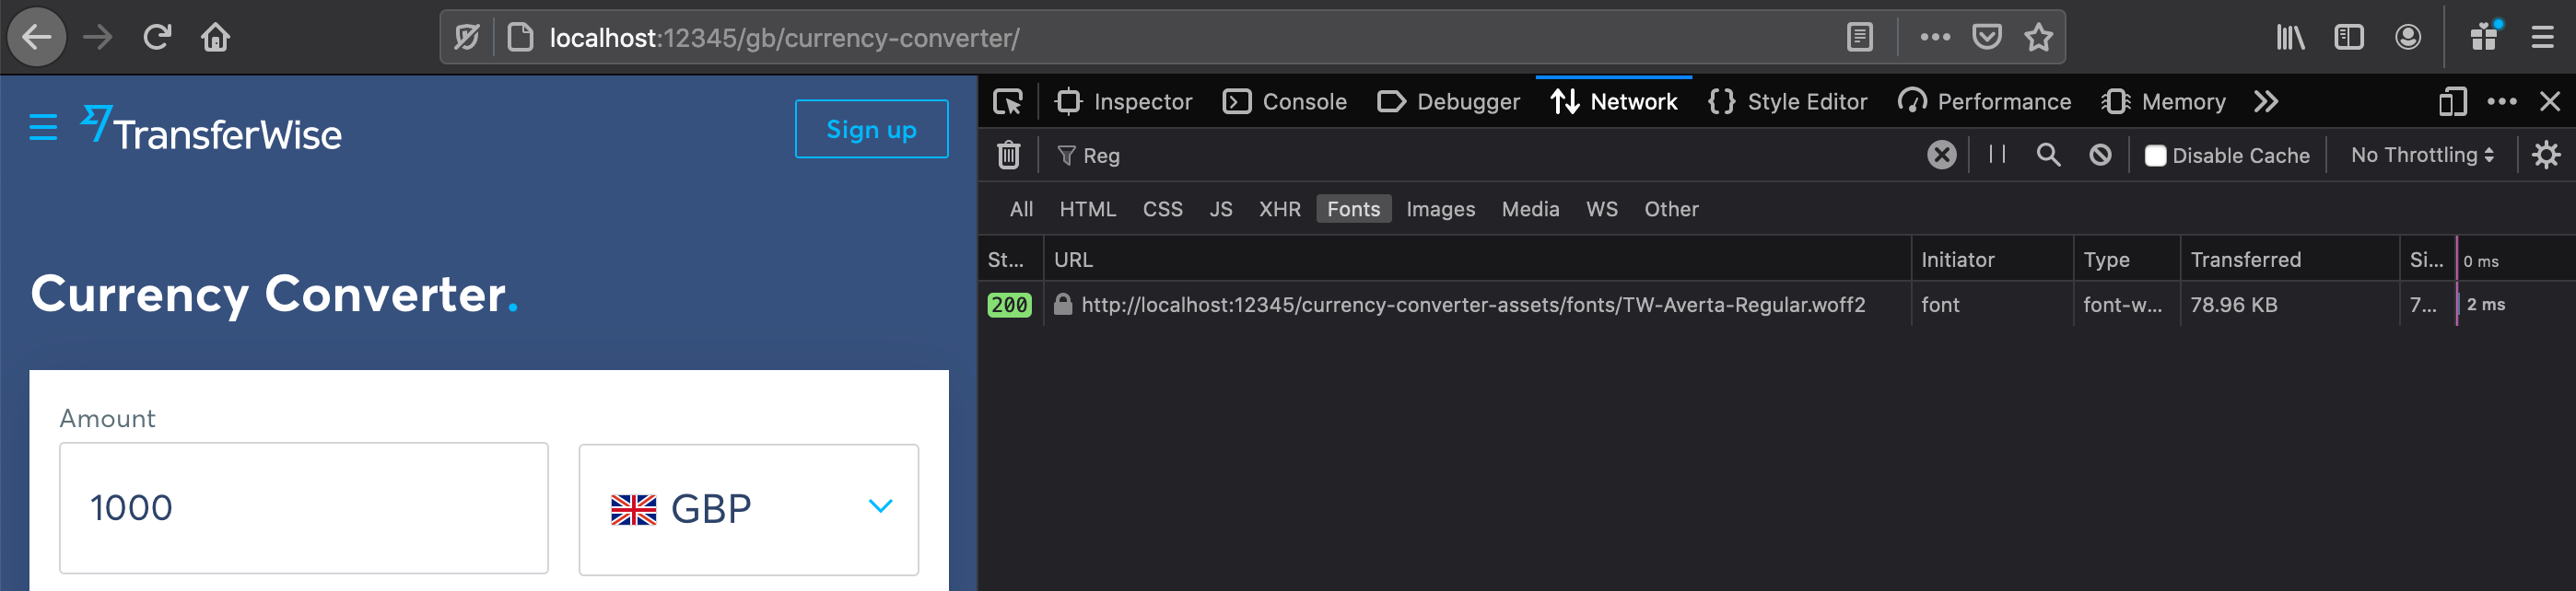 localhost:12345/gb/currency-converter/
TransferWise
Sign up
Currency Converter.
Amount
1000
GBP
Inspector
Console
Debugger
Network
Style Editor
Performance
Memory
Reg
Disable Cache
No Throttling
All HTML CSS JS XHR Fonts Images Media WS Other
St... URL Initiator Type Transferred Si... 0 ms
200 http://localhost:12345/currency-converter-assets/fonts/TW-Averta-Regular.woff2 font font-w... 78.96 KB 7... 2 ms